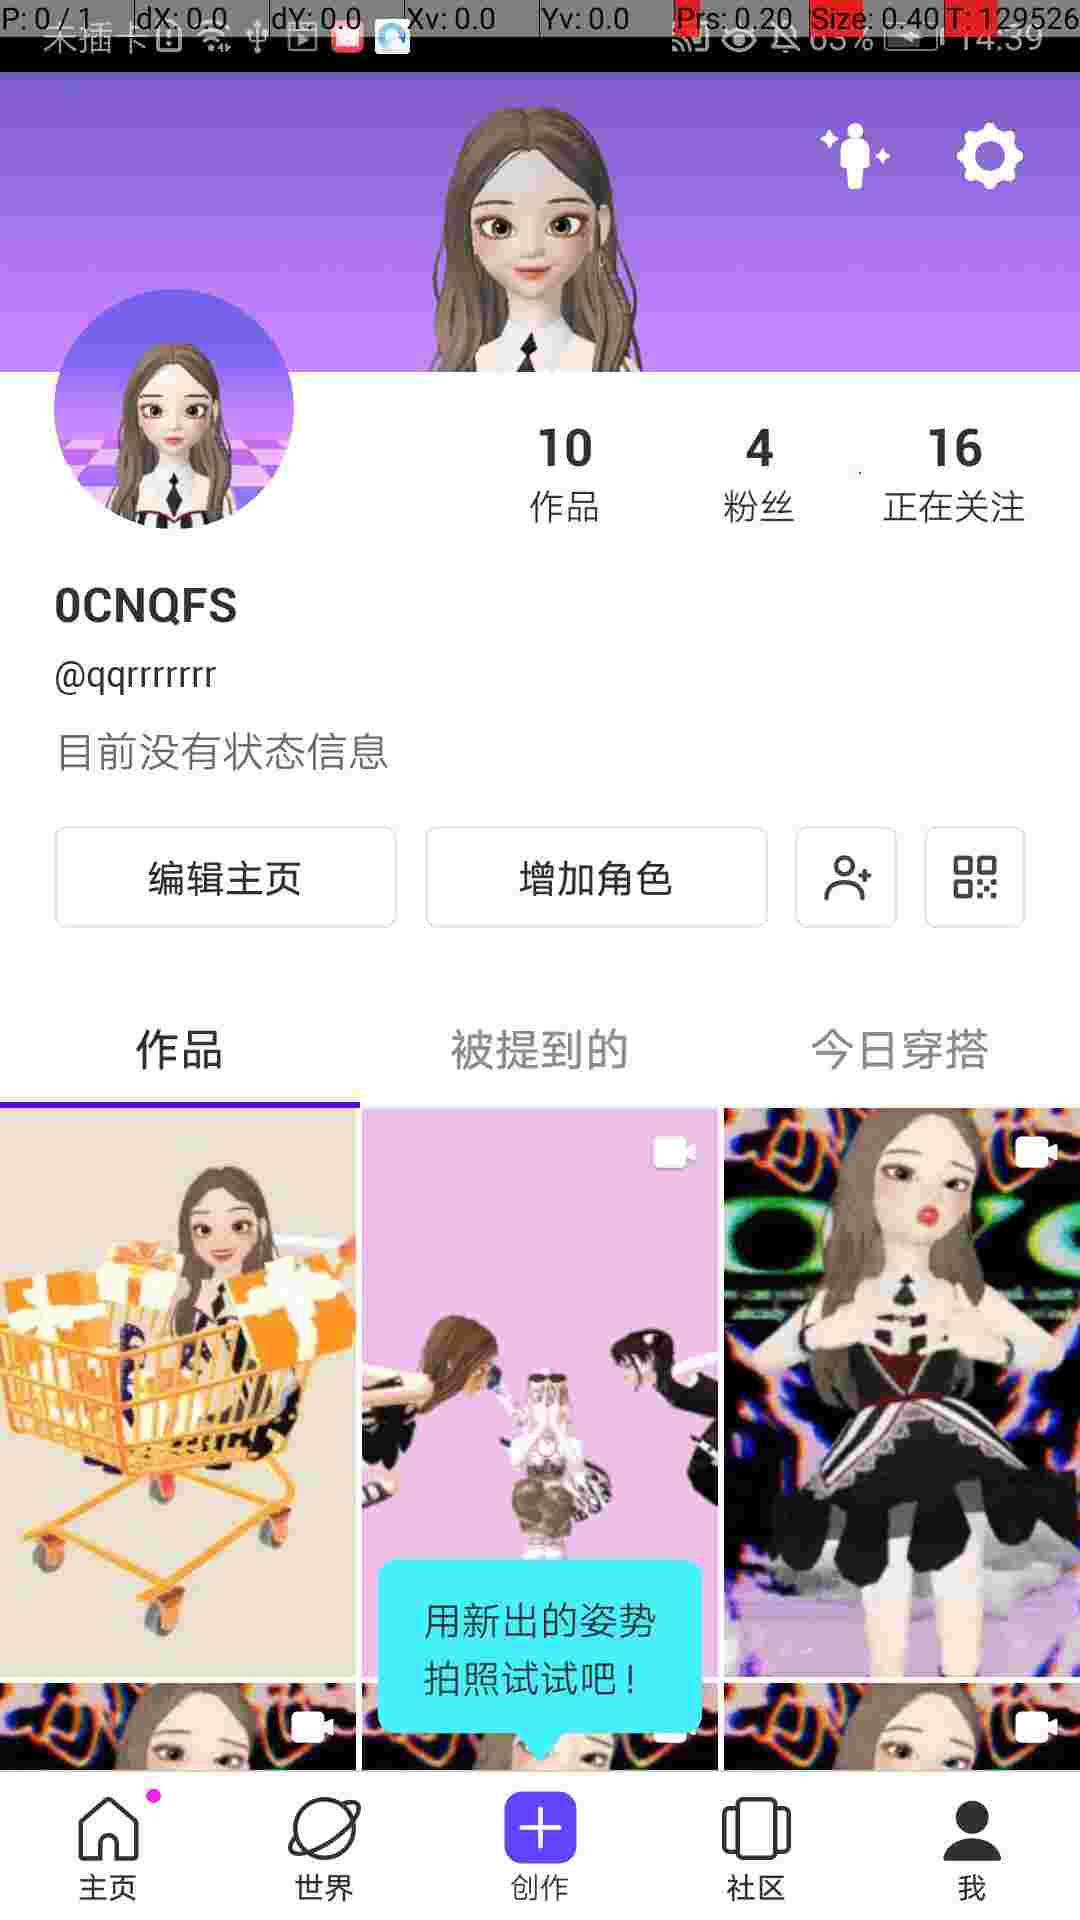 P: 0 / 1 dX: 0.0 dY: 0.0 Xv: 0.0 Yv: 0.0 Prs: 0.20 Size: 0.40 T: 129526
未插卡 63% 14:39
10 4 16
作品 粉丝 正在关注
0CNQFS
@qqrrrrrrr
目前没有状态信息
编辑主页 增加角色
作品 被提到的 今日穿搭
用新出的姿势
拍照试试吧！
主页 世界 创作 社区 我